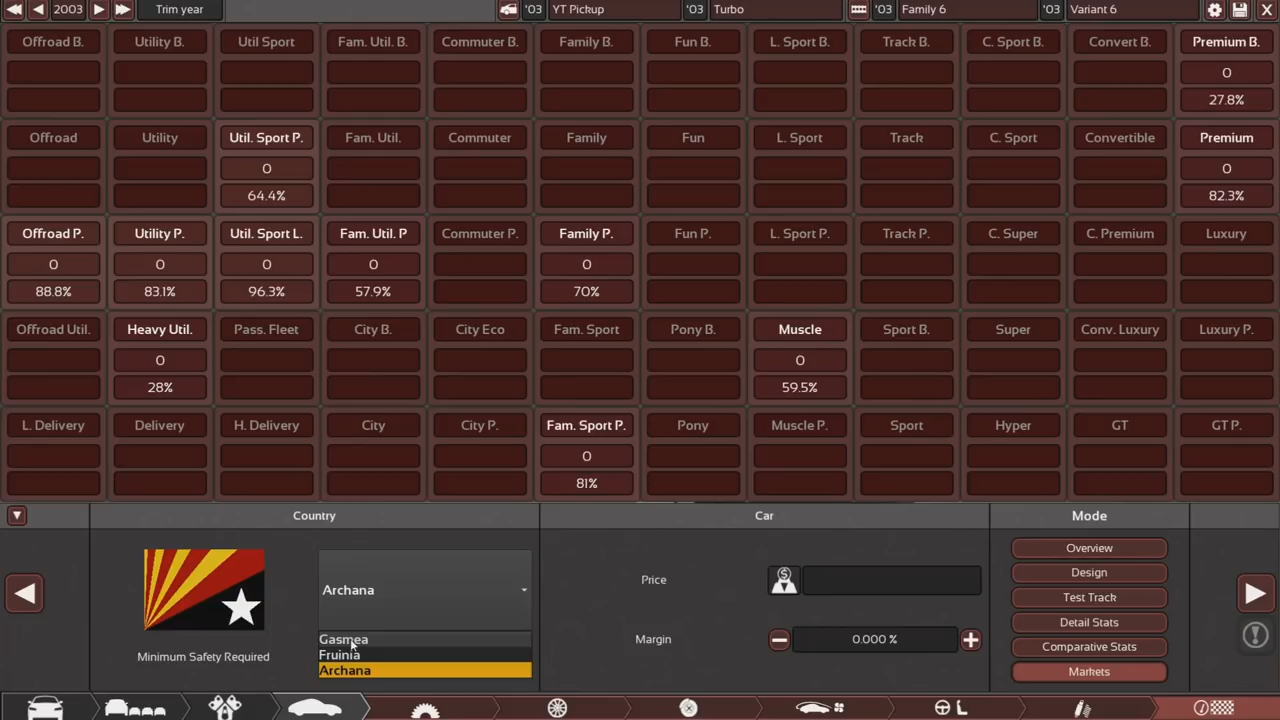 2003 Trim year '03 YT Pickup '03 Turbo '03 Family 6 '03 Variant 6
Offroad B. Utility B. Util Sport Fam. Util. B. Commuter B. Family B. Fun B. L. Sport B. Track B. C. Sport B. Convert B. Premium B.
0
27.8%
Offroad Utility Util. Sport P. Fam. Util. Commuter Family Fun L. Sport Track C. Sport Convertible Premium
0 0
64.4% 82.3%
Offroad P. Utility P. Util. Sport L. Fam. Util. P Commuter P. Family P. Fun P. L. Sport P. Track P. C. Super C. Premium Luxury
0 0 0 0 0
88.8% 83.1% 96.3% 57.9% 70%
Offroad Util. Heavy Util. Pass. Fleet City B. City Eco Fam. Sport Pony B. Muscle Sport B. Super Conv. Luxury Luxury P.
0 0
28% 59.5%
L. Delivery Delivery H. Delivery City City P. Fam. Sport P. Pony Muscle P. Sport Hyper GT GT P.
0
81%
Country Car Mode
Overview
Archana Price Design
Test Track
Detail Stats
Gasmea Margin 0.000 % Comparative Stats
Minimum Safety Required Fruinia
Archana Markets